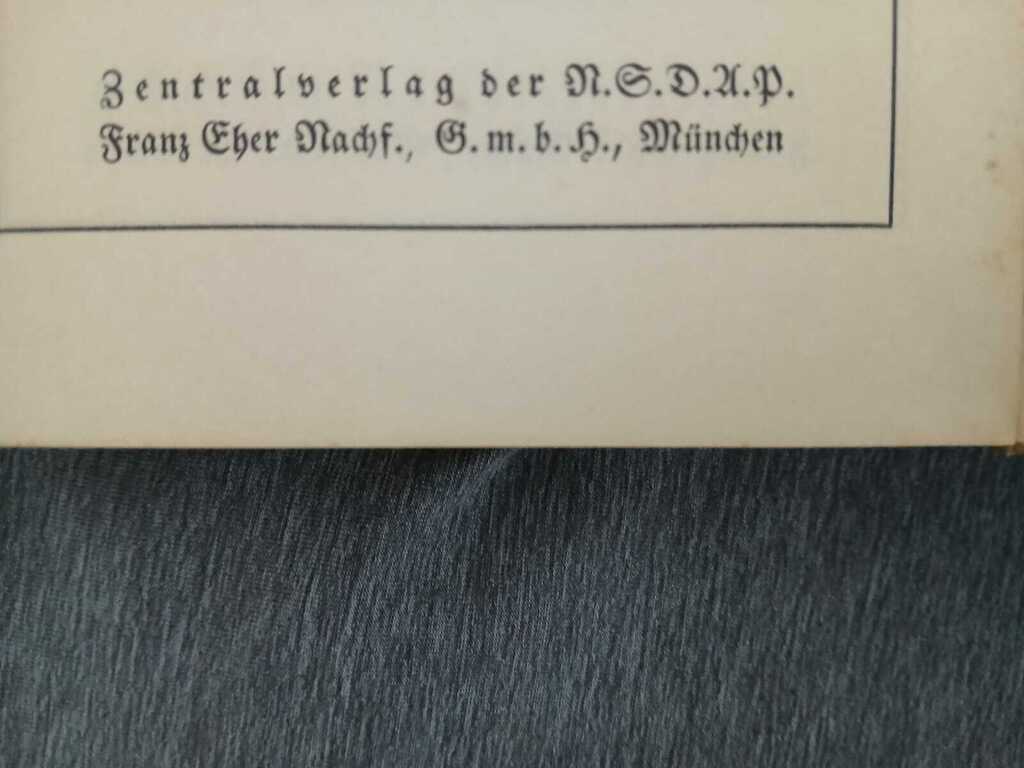 Zentralverlag der N.S.D.A.P.
Franz Eher Nachf., G.m.b.H., München